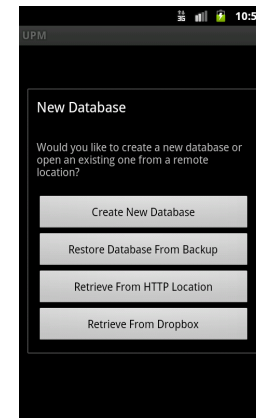 3G 10:5
UPM
New Database
Would you like to create a new database or
open an existing one from a remote
location?
Create New Database
Restore Database From Backup
Retrieve From HTTP Location
Retrieve From Dropbox